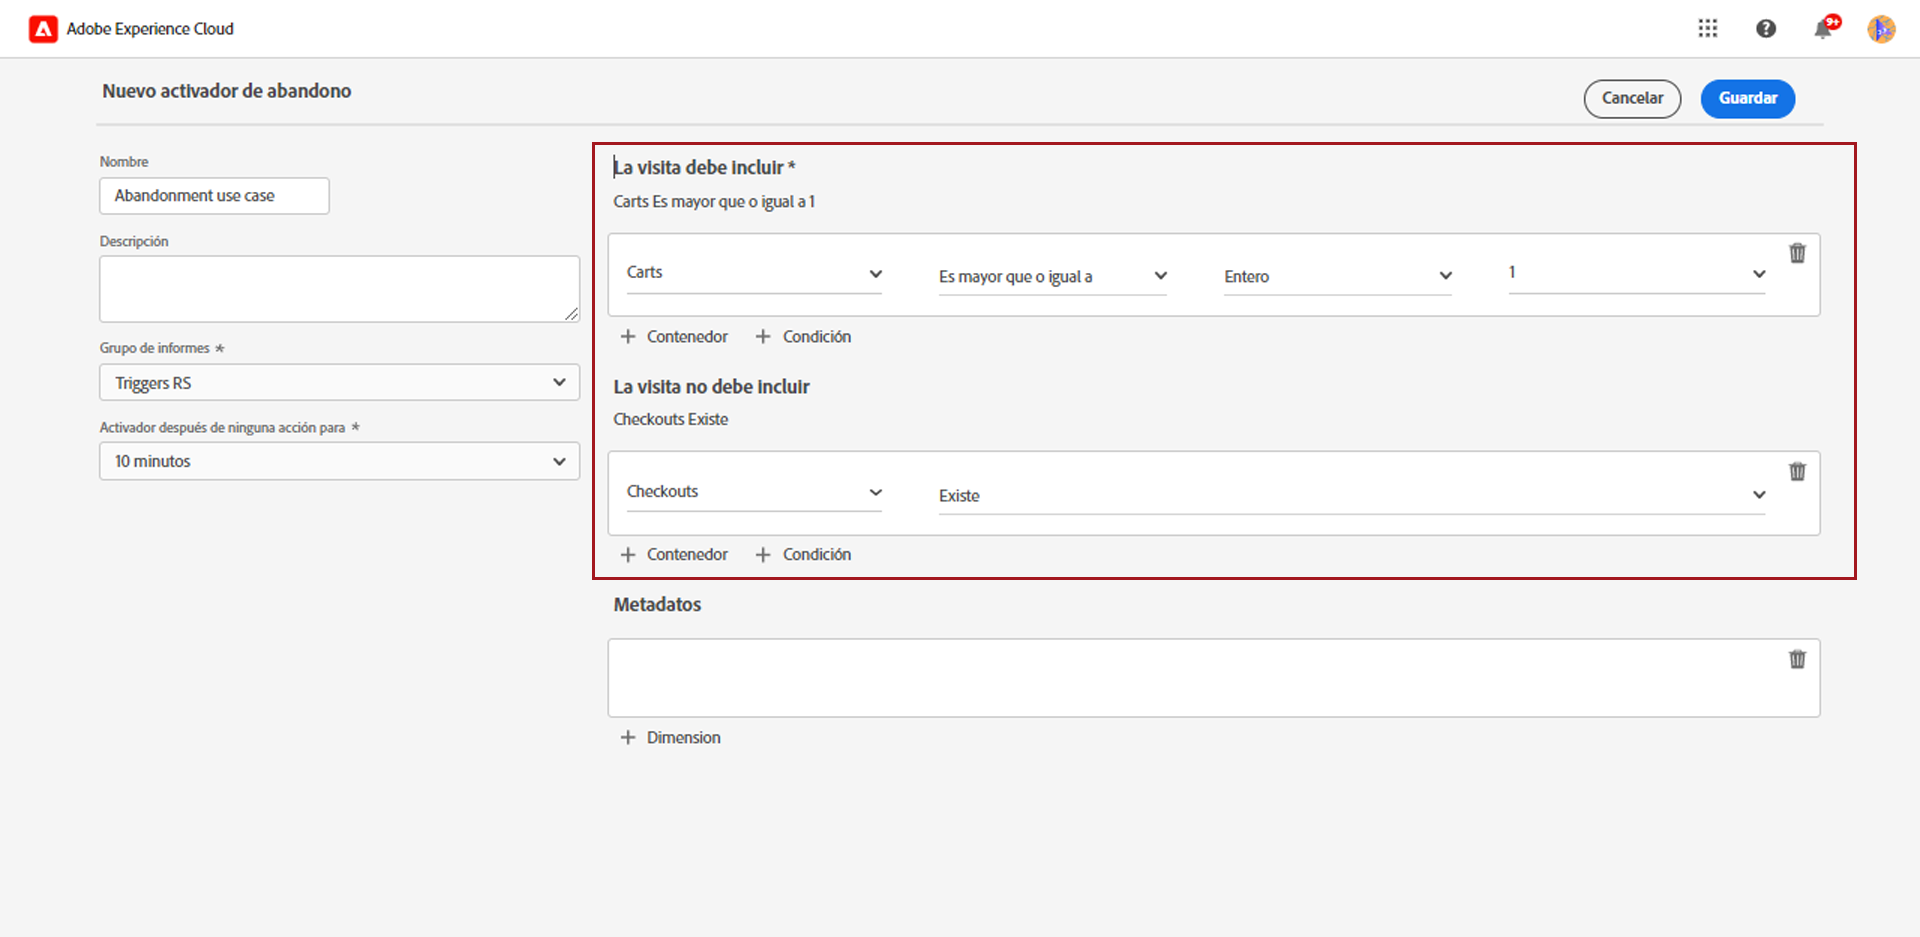 Adobe Experience Cloud
9+
Nuevo activador de abandono
Cancelar
Guardar
Nombre
Abandonment use case
Descripción
Grupo de informes *
Triggers RS
Activador después de ninguna acción para *
10 minutos
La visita debe incluir *
Carts Es mayor que o igual a 1
Carts
Es mayor que o igual a
Entero
1
+ Contenedor + Condición
La visita no debe incluir
Checkouts Existe
Checkouts
Existe
+ Contenedor + Condición
Metadatos
+ Dimension